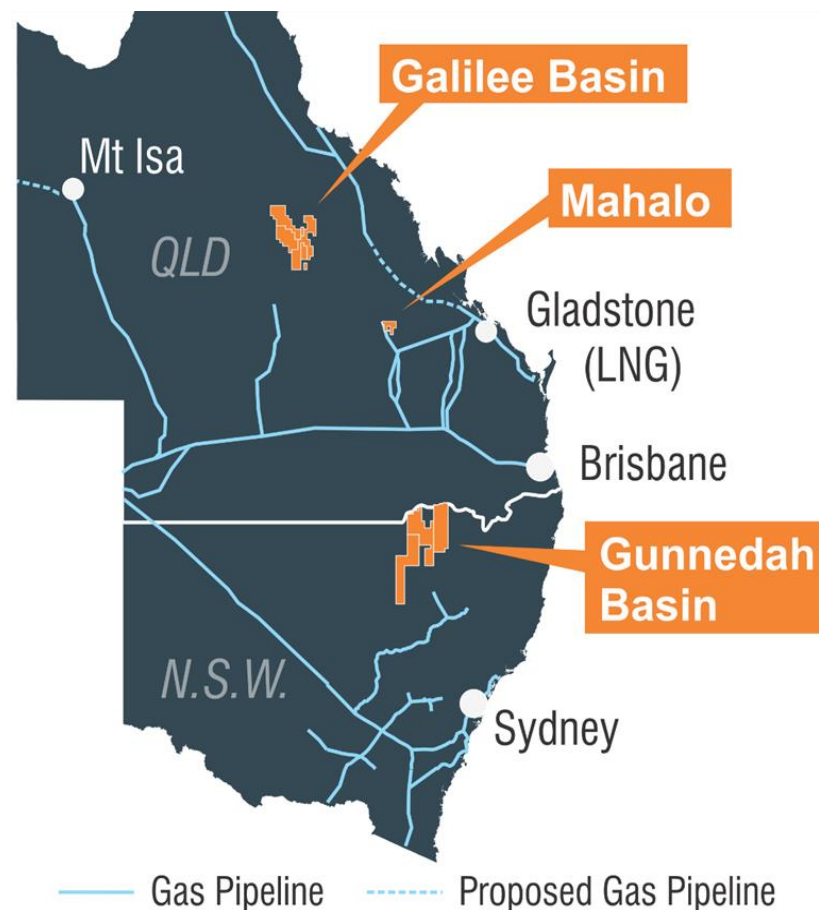 Galilee Basin
Mt Isa
Mahalo
QLD
Gladstone
(LNG)
Brisbane
Gunnedah
Basin
N.S.W.
Sydney
Gas Pipeline
Proposed Gas Pipeline